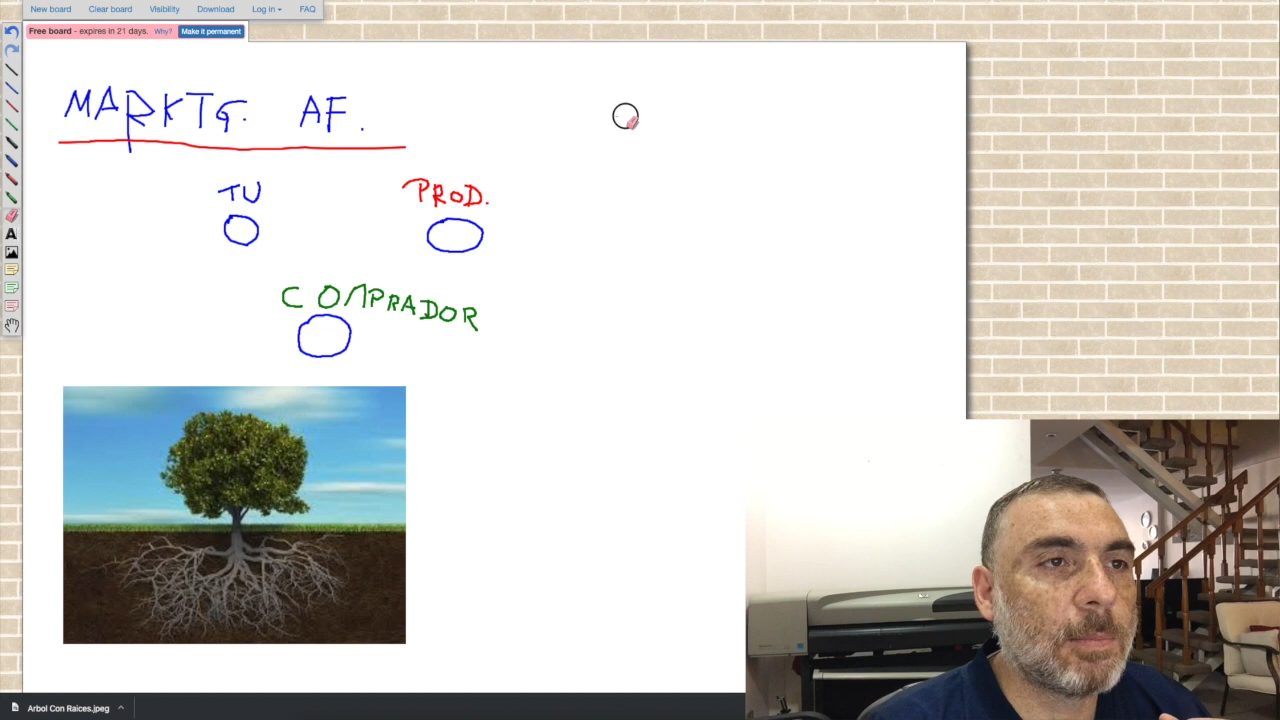 New board Clear board Visibility Download Log in FAQ
Free board - expires in 21 days. Why? Make it permanent
MARKTG. AF.
TU PROD.
COMPRADOR
A
Arbol Con Raices.jpeg